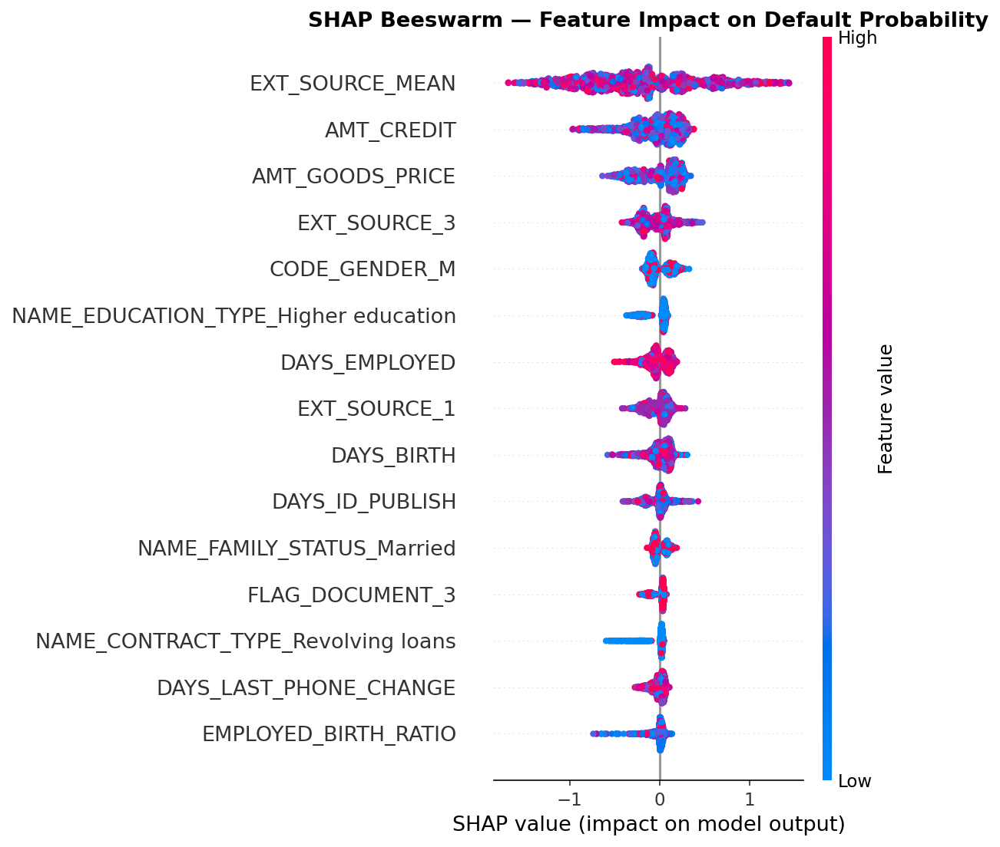 SHAP Beeswarm — Feature Impact on Default Probability
High
EXT_SOURCE_MEAN
AMT_CREDIT
AMT_GOODS_PRICE
EXT_SOURCE_3
CODE_GENDER_M
NAME_EDUCATION_TYPE_Higher education
DAYS_EMPLOYED
EXT_SOURCE_1
DAYS_BIRTH
DAYS_ID_PUBLISH
NAME_FAMILY_STATUS_Married
FLAG_DOCUMENT_3
NAME_CONTRACT_TYPE_Revolving loans
DAYS_LAST_PHONE_CHANGE
EMPLOYED_BIRTH_RATIO
Feature value
Low
−1 0 1
SHAP value (impact on model output)